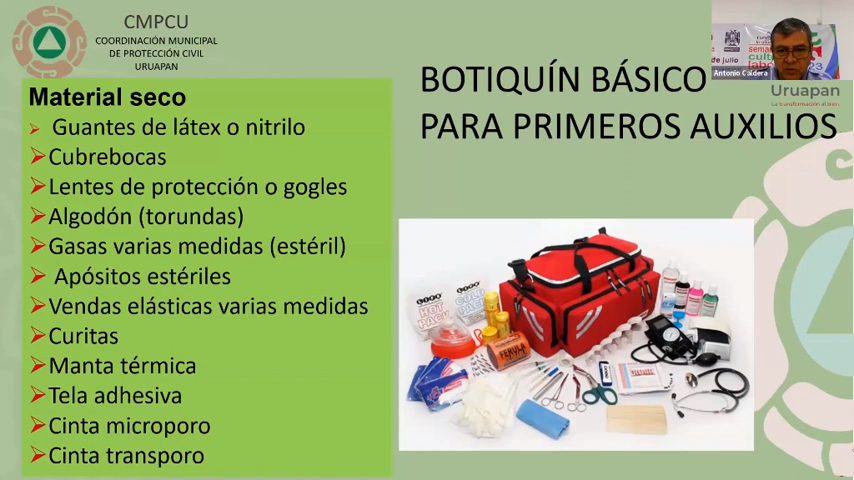 CMPCU
COORDINACIÓN MUNICIPAL
DE PROTECCIÓN CIVIL
URUAPAN
Material seco
Guantes de látex o nitrilo
Cubrebocas
Lentes de protección o gogles
Algodón (torundas)
Gasas varias medidas (estéril)
Apósitos estériles
Vendas elásticas varias medidas
Curitas
Manta térmica
Tela adhesiva
Cinta microporo
Cinta transporo
BOTIQUÍN BÁSICO
PARA PRIMEROS AUXILIOS
de julio
Antonio Caldera
Uruapan
HOT
PACK
COLD
PACK
FERULA